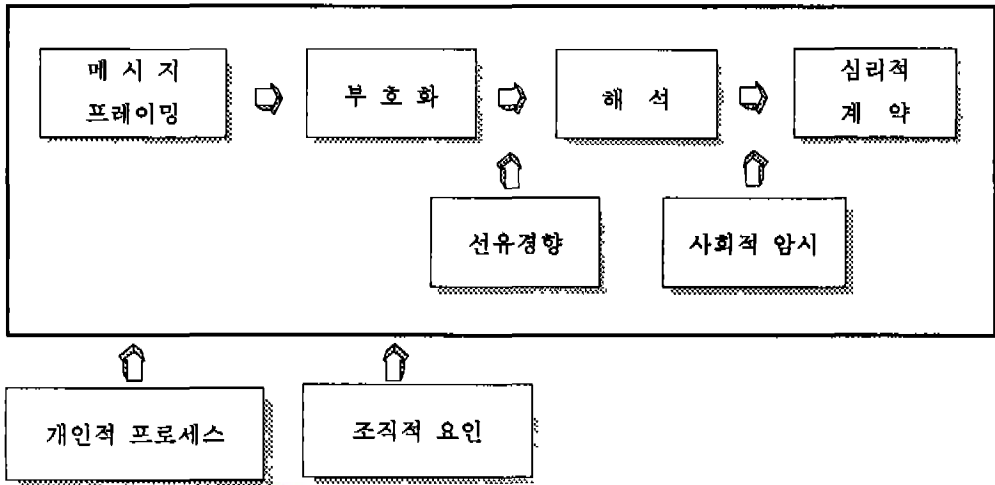 메 시 지
프레이밍
부 호 화
해 석
심리적
계 약
선유경향
사회적 암시
개인적 프로세스
조직적 요인